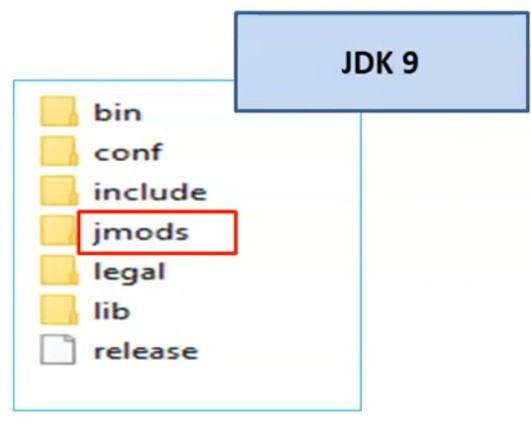 JDK 9
bin
conf
include
jmods
legal
lib
release